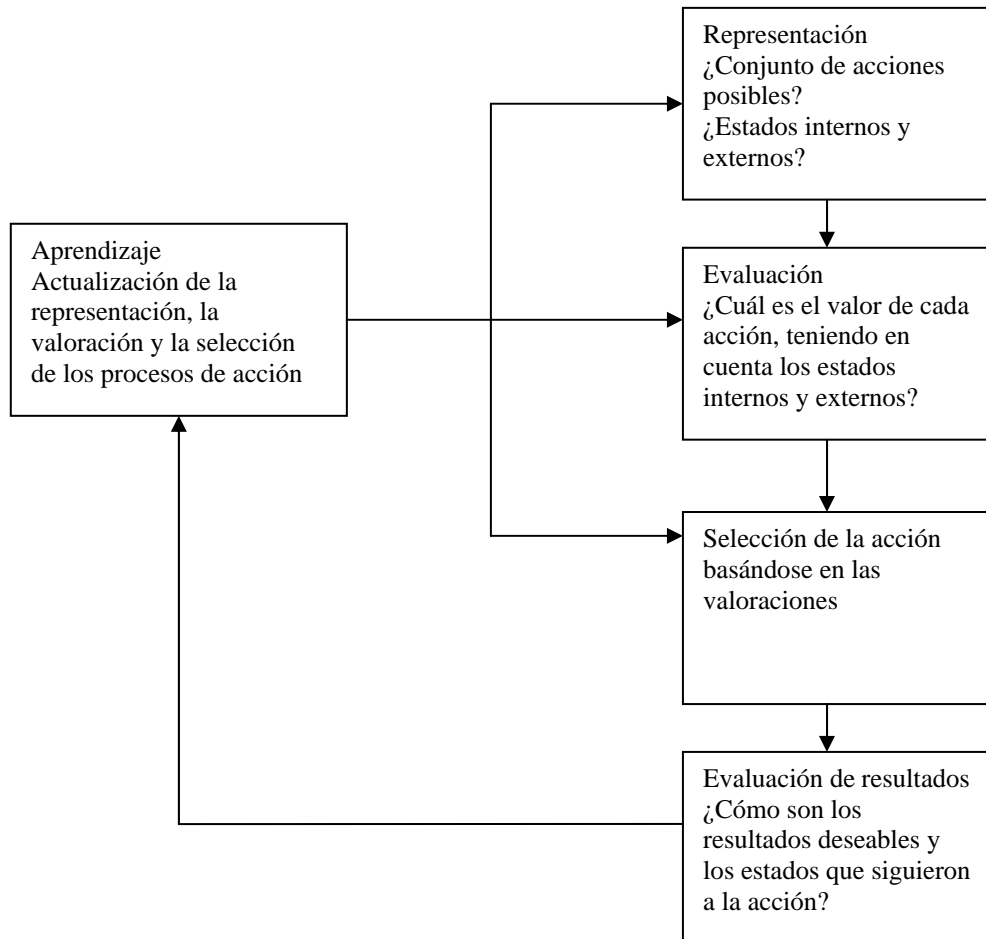 Representación
¿Conjunto de acciones
posibles?
¿Estados internos y
externos?
Aprendizaje
Actualización de la
representación, la
valoración y la selección
de los procesos de acción
Evaluación
¿Cuál es el valor de cada
acción, teniendo en
cuenta los estados
internos y externos?
Selección de la acción
basándose en las
valoraciones
Evaluación de resultados
¿Cómo son los
resultados deseables y
los estados que siguieron
a la acción?